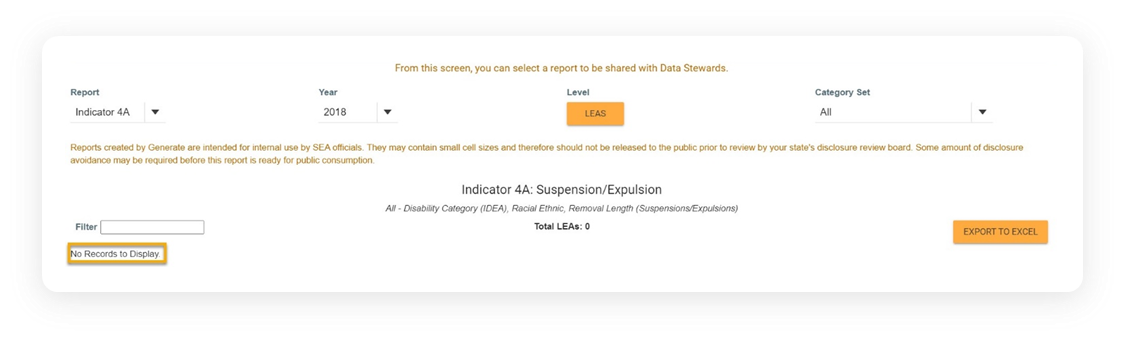 From this screen, you can select a report to be shared with Data Stewards.
Report Year Level Category Set
Indicator 4A 2018 LEAS All
Reports created by Generate are intended for internal use by SEA officials. They may contain small cell sizes and therefore should not be released to the public prior to review by your state's disclosure review board. Some amount of disclosure
avoidance may be required before this report is ready for public consumption.
Indicator 4A: Suspension/Expulsion
All - Disability Category (IDEA), Racial Ethnic, Removal Length (Suspensions/Expulsions)
Filter Total LEAs: 0 EXPORT TO EXCEL
No Records to Display.